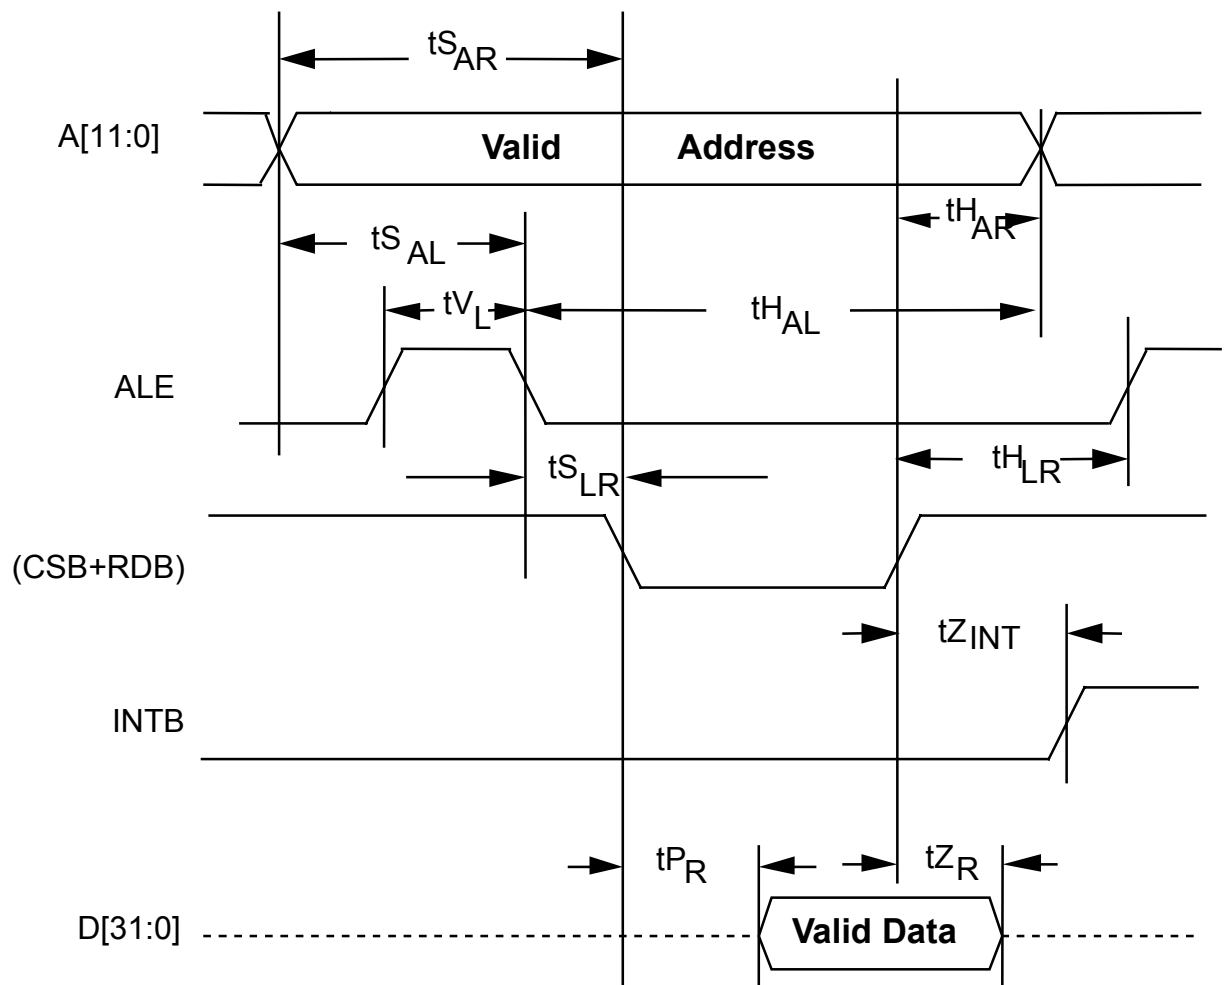 tSAR
A[11:0]
Valid Address
tHAR
tSAL
tVL
tHAL
ALE
tSLR
tHLR
(CSB+RDB)
tZINT
INTB
tPR
tZR
D[31:0]
Valid Data